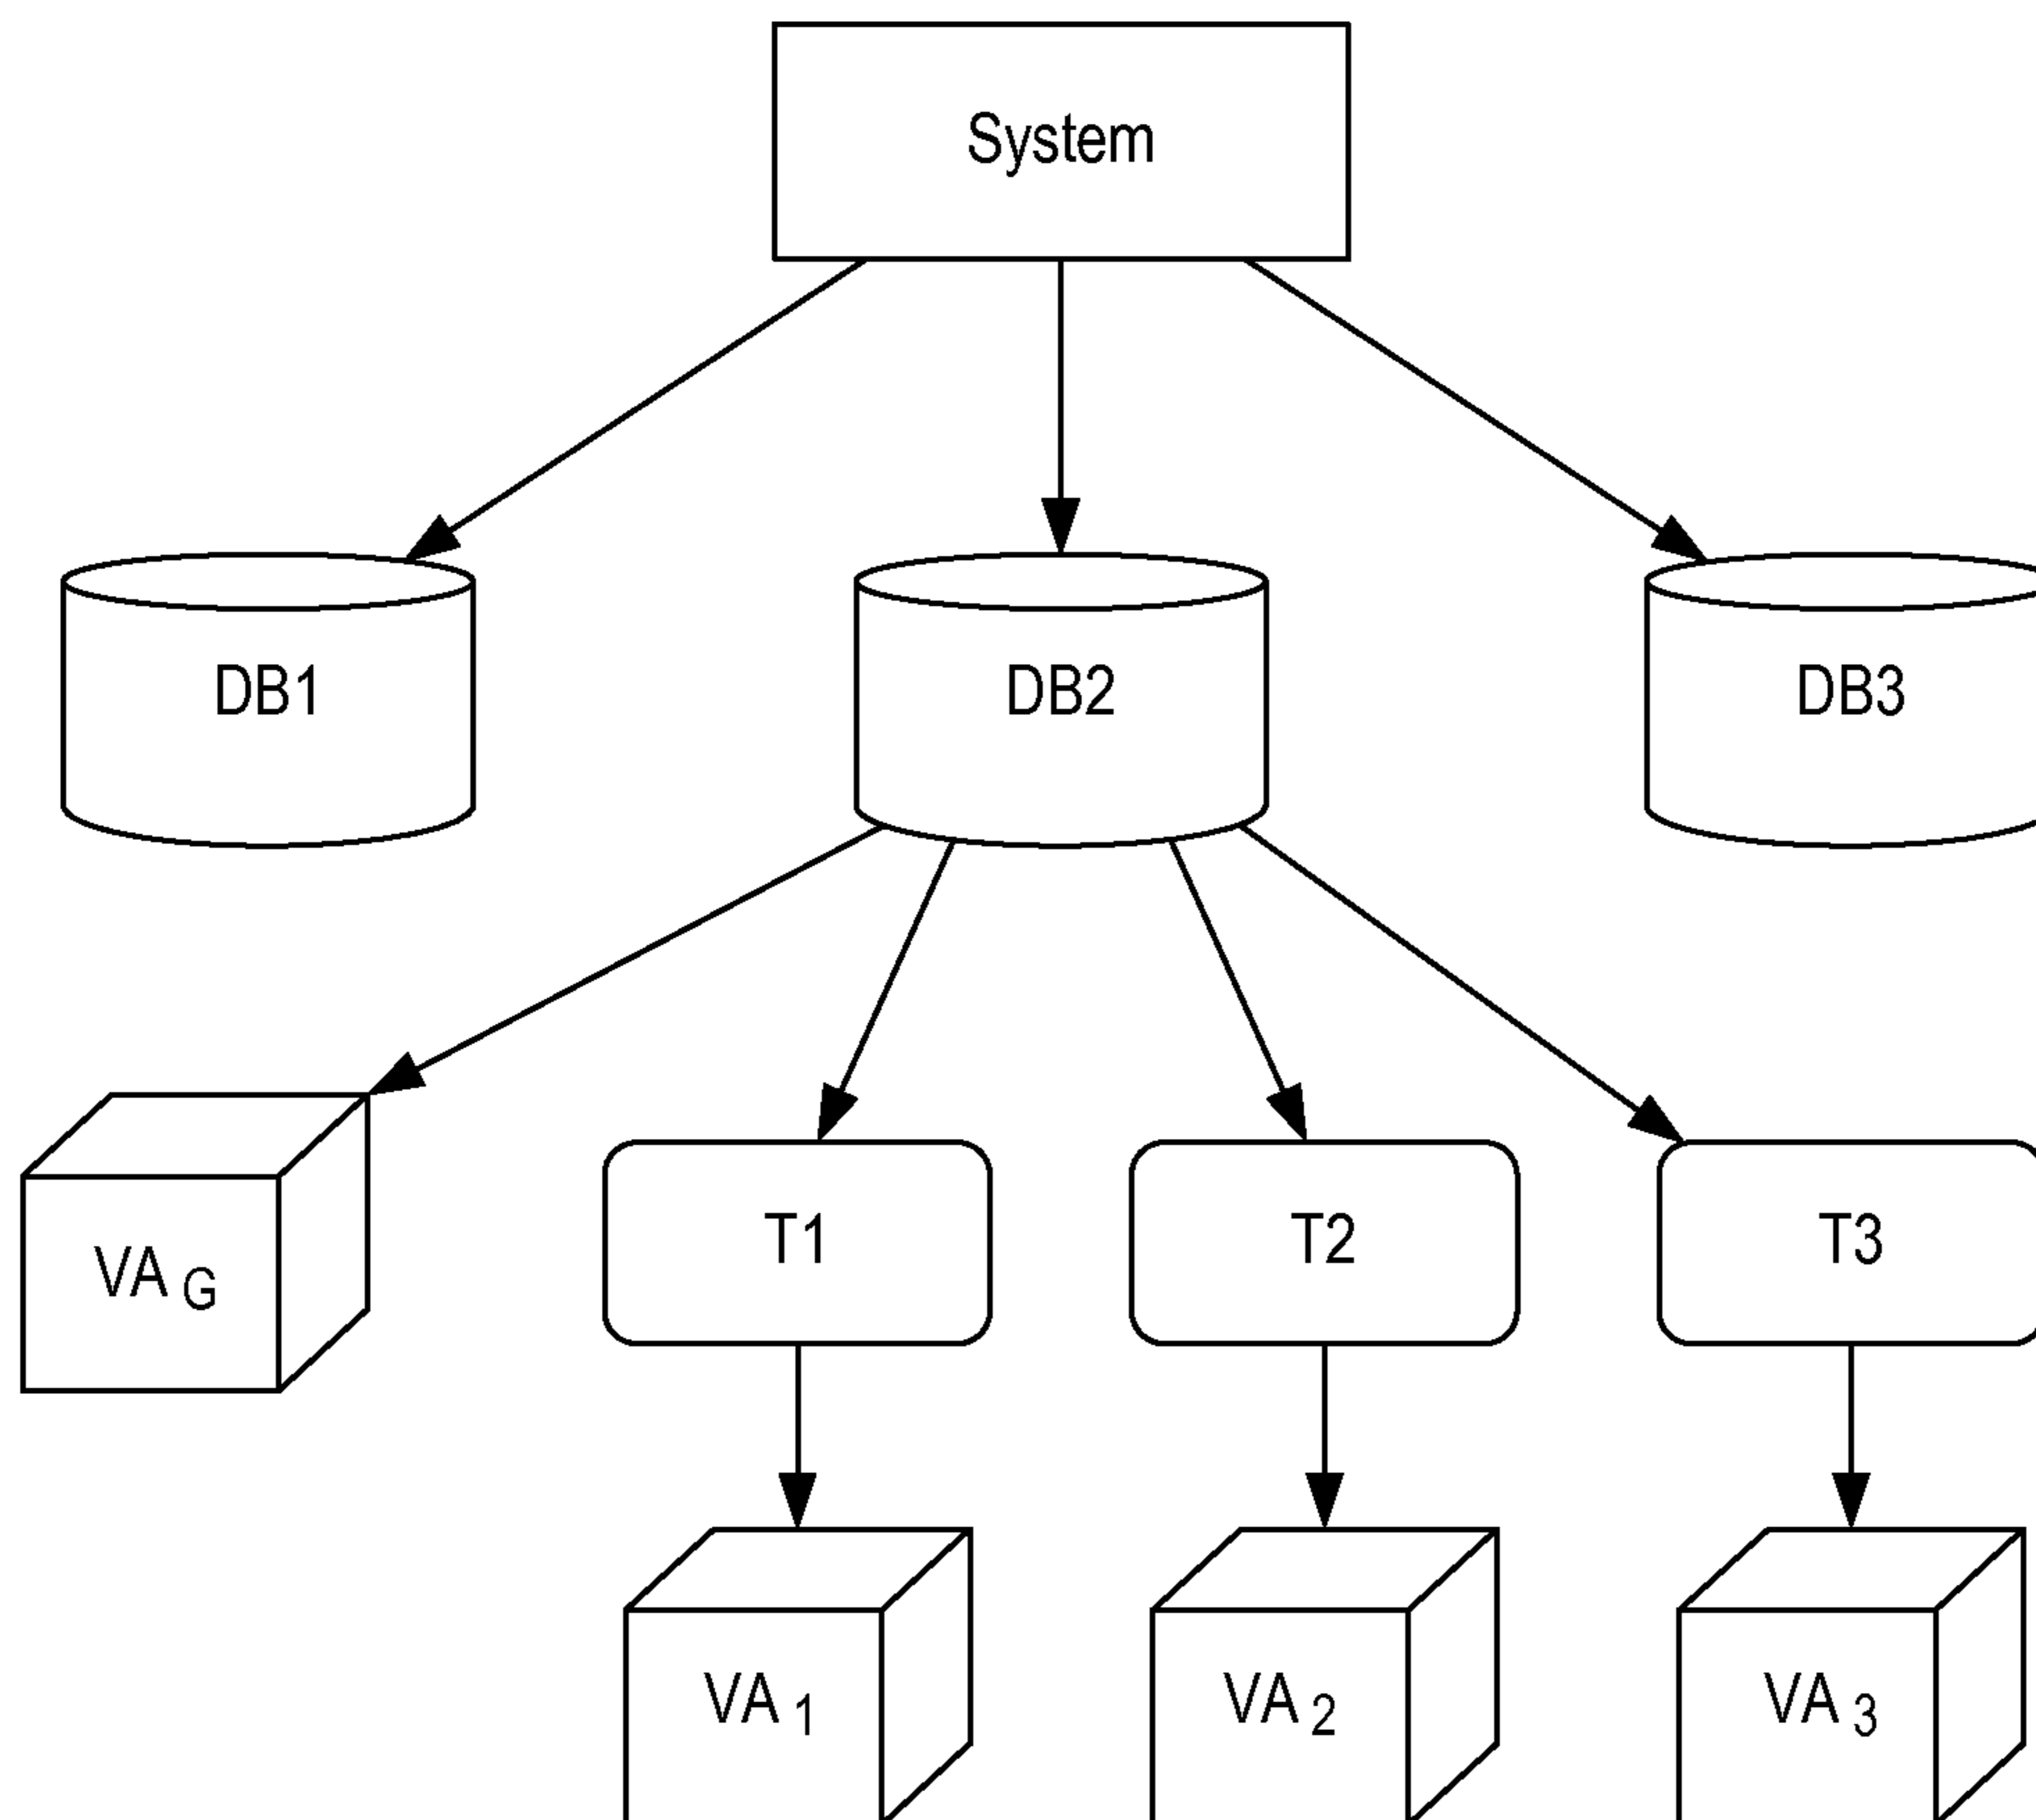 System
DB1
DB2
DB3
VA G
T1
T2
T3
VA 1
VA 2
VA 3